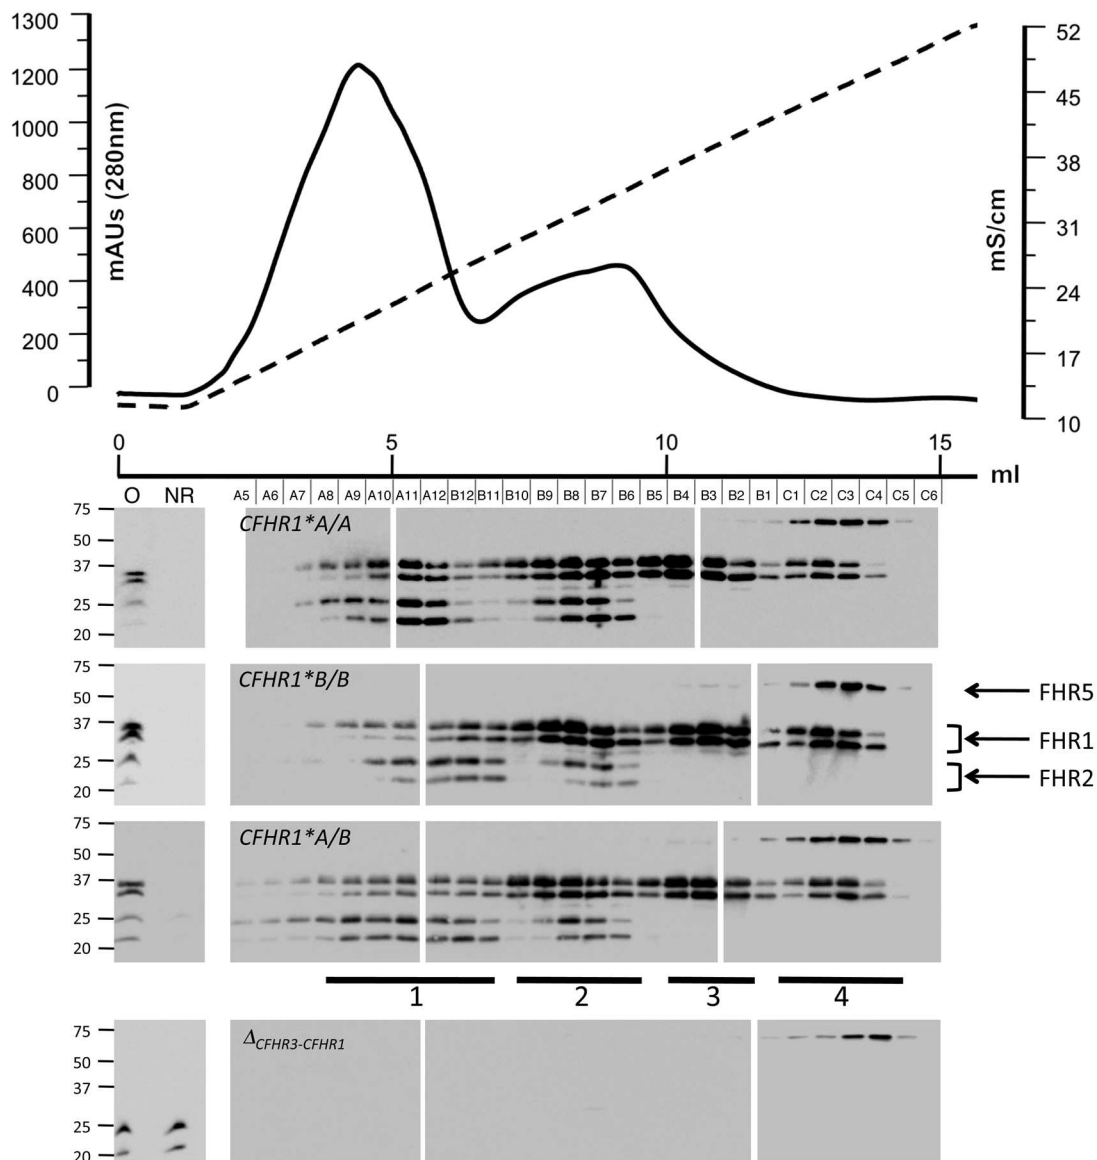 1300
1200
1000
800
600
400
200
0
mAUs (280nm)
52
45
38
31
24
17
10
mS/cm
0 5 10 15
ml
O NR A5 A6 A7 A8 A9 A10 A11 A12 B12 B11 B10 B9 B8 B7 B6 B5 B4 B3 B2 B1 C1 C2 C3 C4 C5 C6
75
50
37
25
20
CFHR1*A/A
75
50
37
25
20
CFHR1*B/B
FHR5
FHR1
FHR2
75
50
37
25
20
CFHR1*A/B
1 2 3 4
75
50
37
25
20
ΔCFHR3-CFHR1